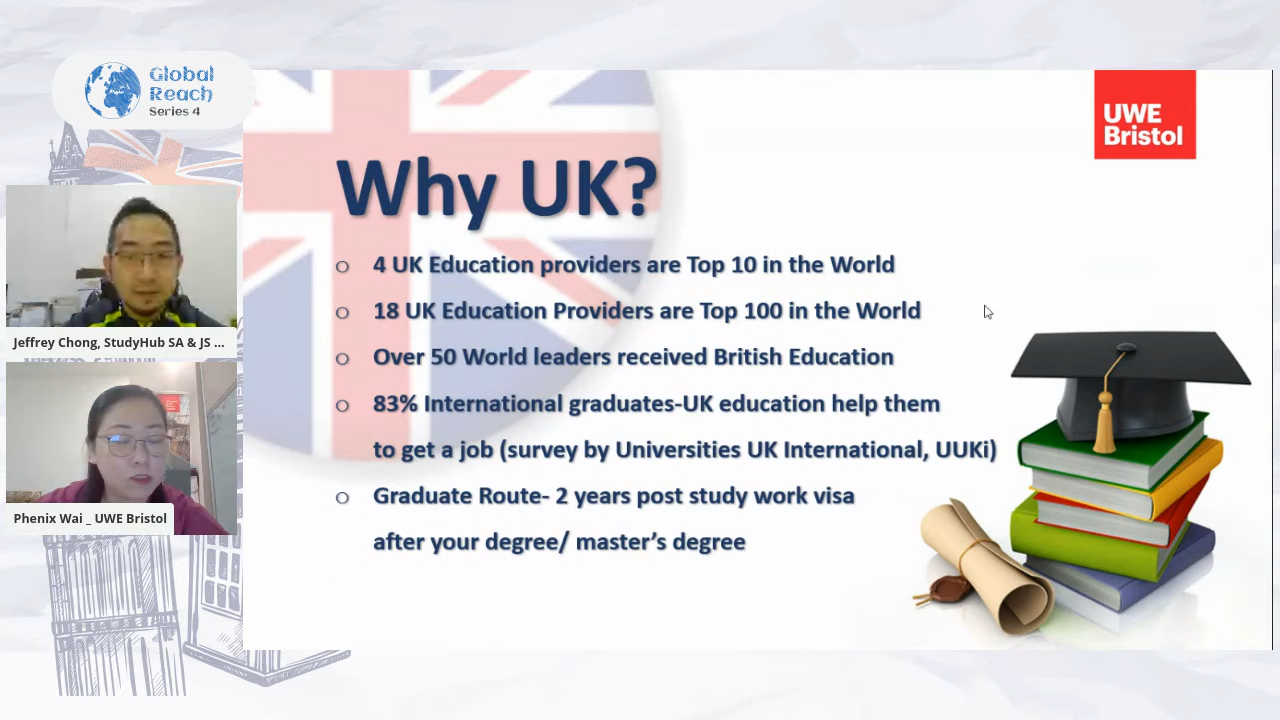 Global
Reach
Series 4
UWE
Bristol
Why UK?
o 4 UK Education providers are Top 10 in the World
o 18 UK Education Providers are Top 100 in the World
o Over 50 World leaders received British Education
o 83% International graduates-UK education help them
to get a job (survey by Universities UK International, UUKi)
o Graduate Route- 2 years post study work visa
after your degree/ master’s degree
Jeffrey Chong, StudyHub SA & JS ...
Phenix Wai _ UWE Bristol